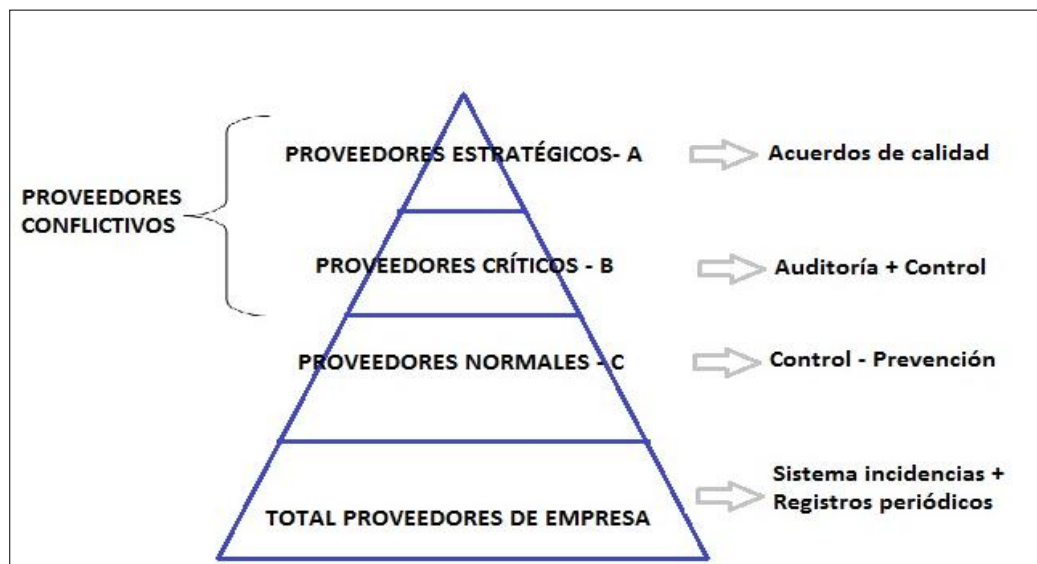 PROVEEDORES ESTRATÉGICOS- A
Acuerdos de calidad
PROVEEDORES
CONFLICTIVOS
PROVEEDORES CRÍTICOS - B
Auditoría + Control
PROVEEDORES NORMALES - C
Control - Prevención
TOTAL PROVEEDORES DE EMPRESA
Sistema incidencias +
Registros periódicos